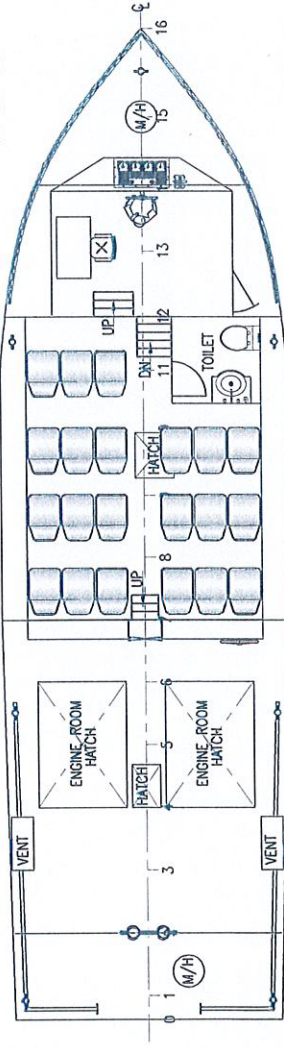 VENT
VENT
M/H
0
1
3
HATCH
4
5
6
ENGINE ROOM
HATCH
ENGINE ROOM
HATCH
UP
8
HATCH
DN
11
12
UP
TOILET
13
M/H
15
16
℄